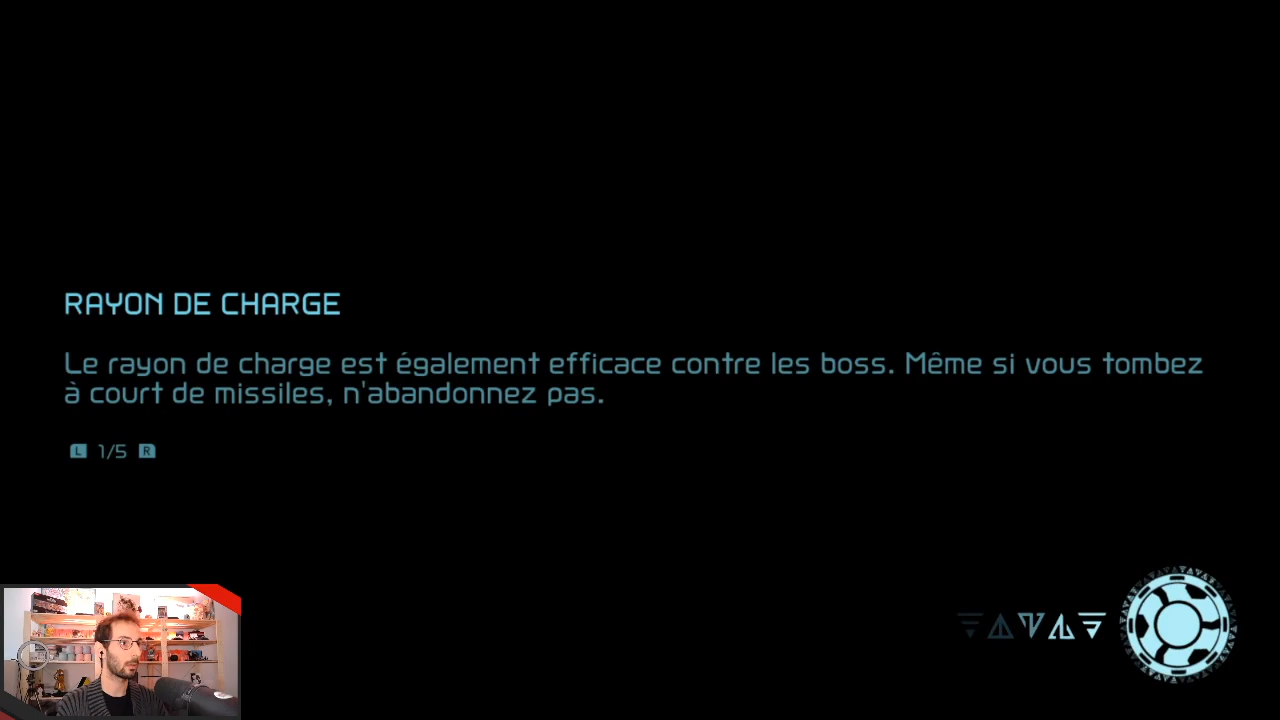 RAYON DE CHARGE
Le rayon de charge est également efficace contre les boss. Même si vous tombez
à court de missiles, n'abandonnez pas.
L 1/5 R